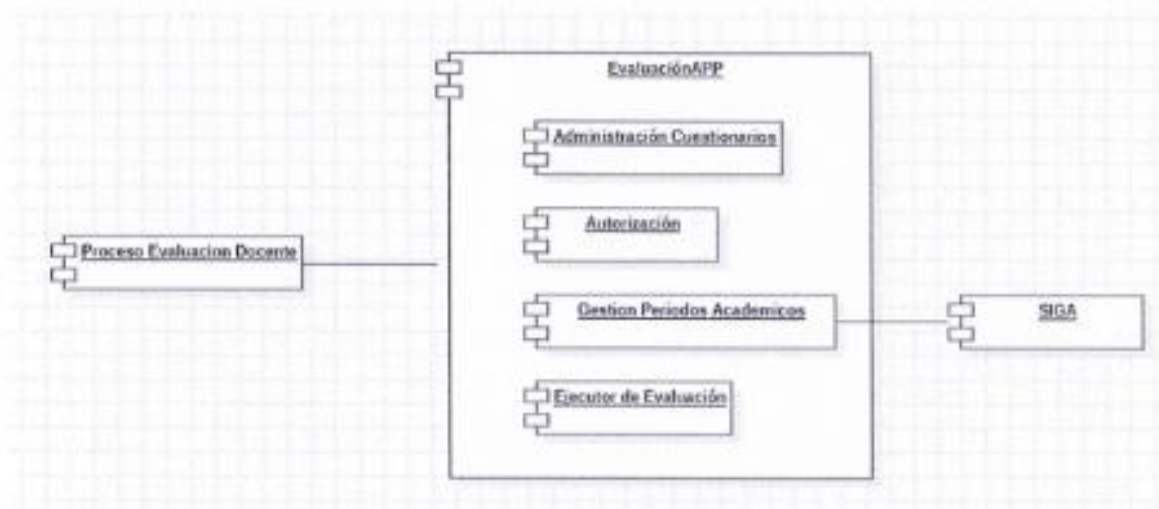 EvaluaciónAPP
Administración Cuestionarios
Autorización
Proceso Evaluacion Docente
Gestion Periodos Academicos
SIGA
Ejecutor de Evaluación